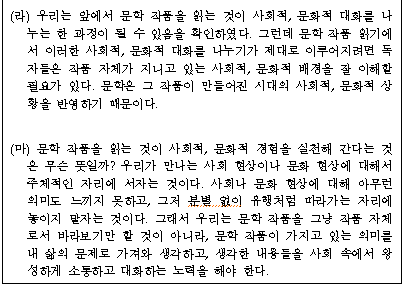 (라) 우리는 앞에서 문학 작품을 읽는 것이 사회적, 문화적 대화를 나
누는 한 과정이 될 수 있음을 확인하였다. 그런데 문학 작품 읽기에
서 이러한 사회적, 문화적 대화를 나누기가 제대로 이루어지려면 독
자들은 작품 자체가 지니고 있는 사회적, 문화적 배경을 잘 이해할
필요가 있다. 문학은 그 작품이 만들어진 시대의 사회적, 문화적 상
황을 반영하기 때문이다.
(마) 문학 작품을 읽는 것이 사회적, 문화적 경험을 실천해 간다는 것
은 무슨 뜻일까? 우리가 만나는 사회 현상이나 문화 현상에 대해서
주체적인 자리에 서자는 것이다. 사회나 문화 현상에 대해 아무런
의미도 느끼지 못하고, 그저 분별 없이 유행처럼 따라가는 자리에
놓이지 말자는 것이다. 그래서 우리는 문학 작품을 그냥 작품 자체
로서 바라보기만 할 것이 아니라, 문학 작품이 가지고 있는 의미를
내 삶의 문제로 가져와 생각하고, 생각한 내용들을 사회 속에서 왕
성하게 소통하고 대화하는 노력을 해야 한다.